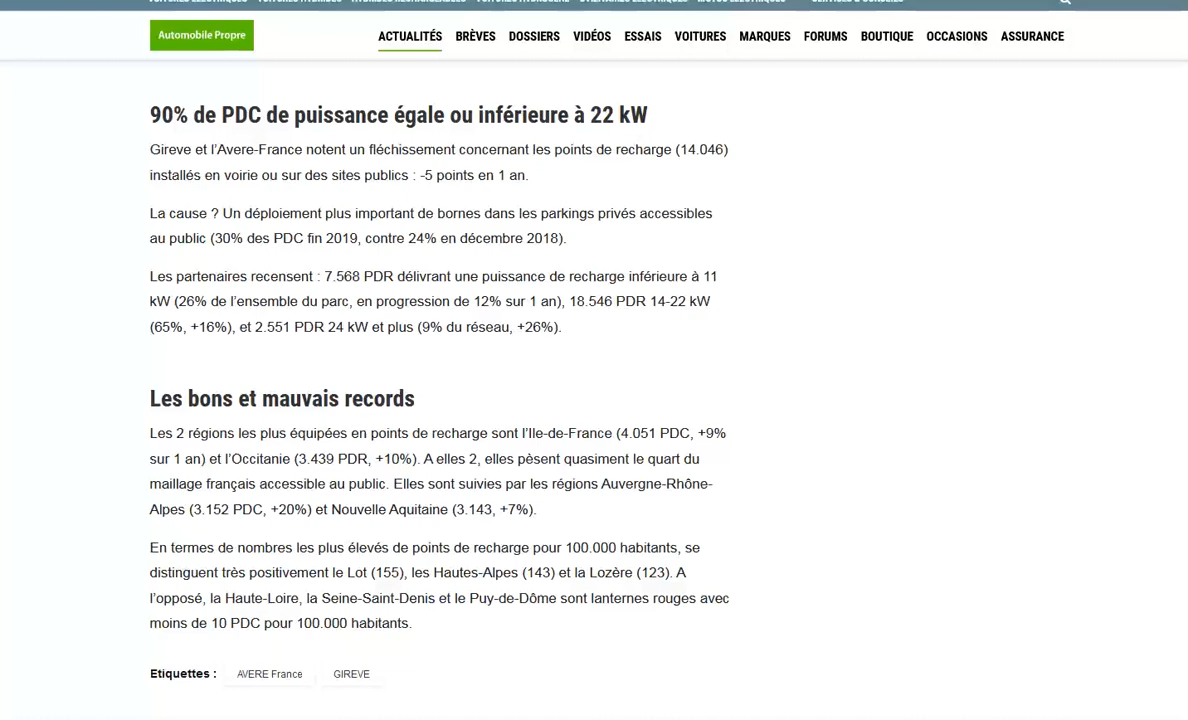 Automobile Propre
ACTUALITÉS BRÈVES DOSSIERS VIDÉOS ESSAIS VOITURES MARQUES FORUMS BOUTIQUE OCCASIONS ASSURANCE
90% de PDC de puissance égale ou inférieure à 22 kW
Gireve et l’Avere-France notent un fléchissement concernant les points de recharge (14.046)
installés en voirie ou sur des sites publics : -5 points en 1 an.
La cause ? Un déploiement plus important de bornes dans les parkings privés accessibles
au public (30% des PDC fin 2019, contre 24% en décembre 2018).
Les partenaires recensent : 7.568 PDR délivrant une puissance de recharge inférieure à 11
kW (26% de l’ensemble du parc, en progression de 12% sur 1 an), 18.546 PDR 14-22 kW
(65%, +16%), et 2.551 PDR 24 kW et plus (9% du réseau, +26%).
Les bons et mauvais records
Les 2 régions les plus équipées en points de recharge sont l’Ile-de-France (4.051 PDC, +9%
sur 1 an) et l’Occitanie (3.439 PDR, +10%). A elles 2, elles pèsent quasiment le quart du
maillage français accessible au public. Elles sont suivies par les régions Auvergne-Rhône-
Alpes (3.152 PDC, +20%) et Nouvelle Aquitaine (3.143, +7%).
En termes de nombres les plus élevés de points de recharge pour 100.000 habitants, se
distinguent très positivement le Lot (155), les Hautes-Alpes (143) et la Lozère (123). A
l’opposé, la Haute-Loire, la Seine-Saint-Denis et le Puy-de-Dôme sont lanternes rouges avec
moins de 10 PDC pour 100.000 habitants.
Etiquettes : AVERE France GIREVE